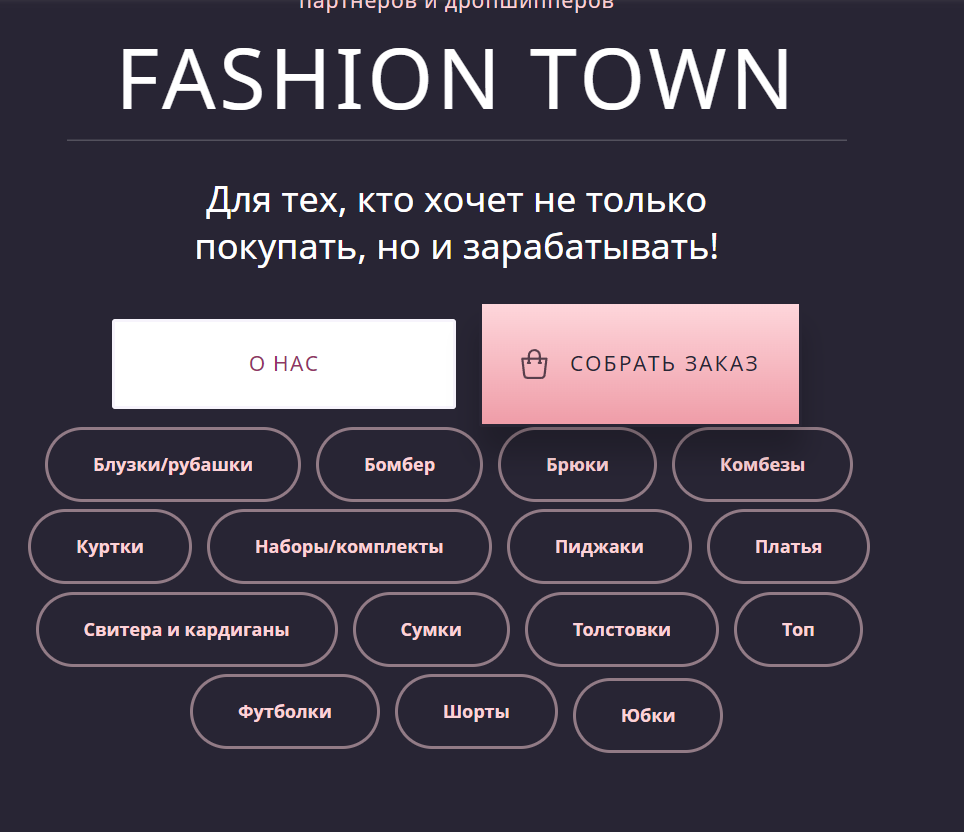 партнеров и дропшипперов
FASHION TOWN
Для тех, кто хочет не только
покупать, но и зарабатывать!
О НАС
СОБРАТЬ ЗАКАЗ
Блузки/рубашки Бомбер Брюки Комбезы
Куртки Наборы/комплекты Пиджаки Платья
Свитера и кардиганы Сумки Толстовки Топ
Футболки Шорты Юбки